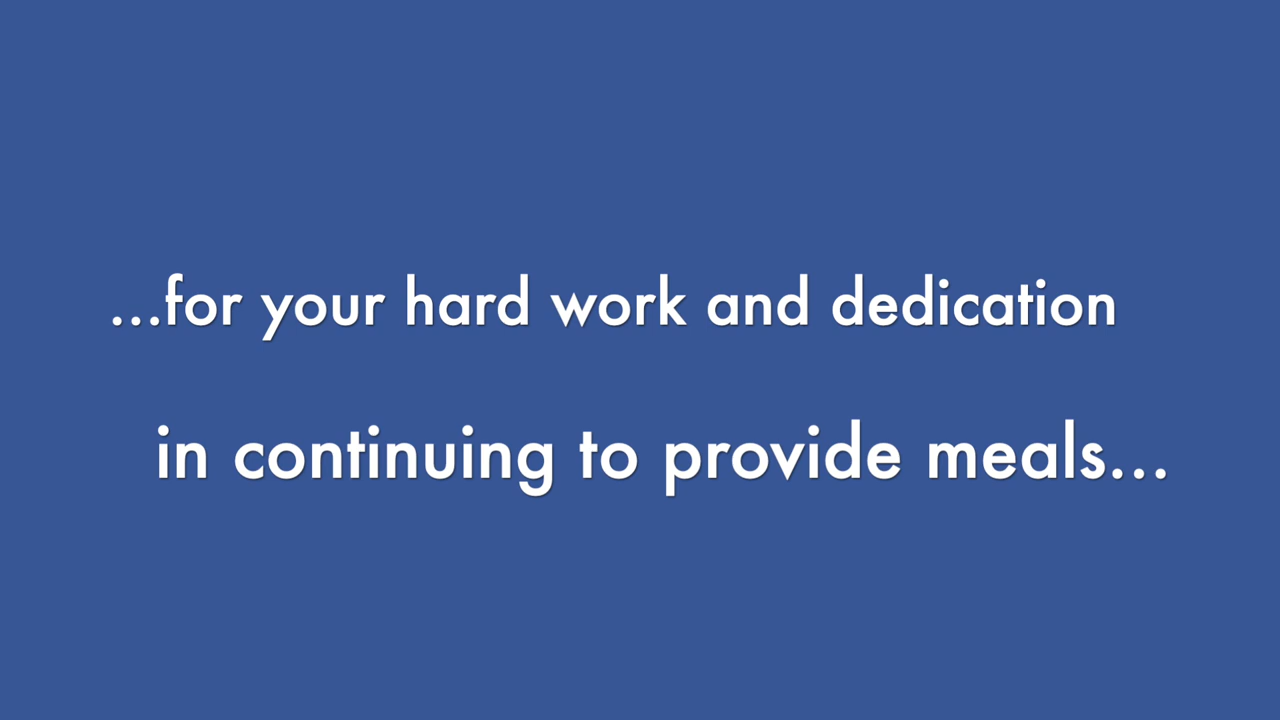 ...for your hard work and dedication
in continuing to provide meals...